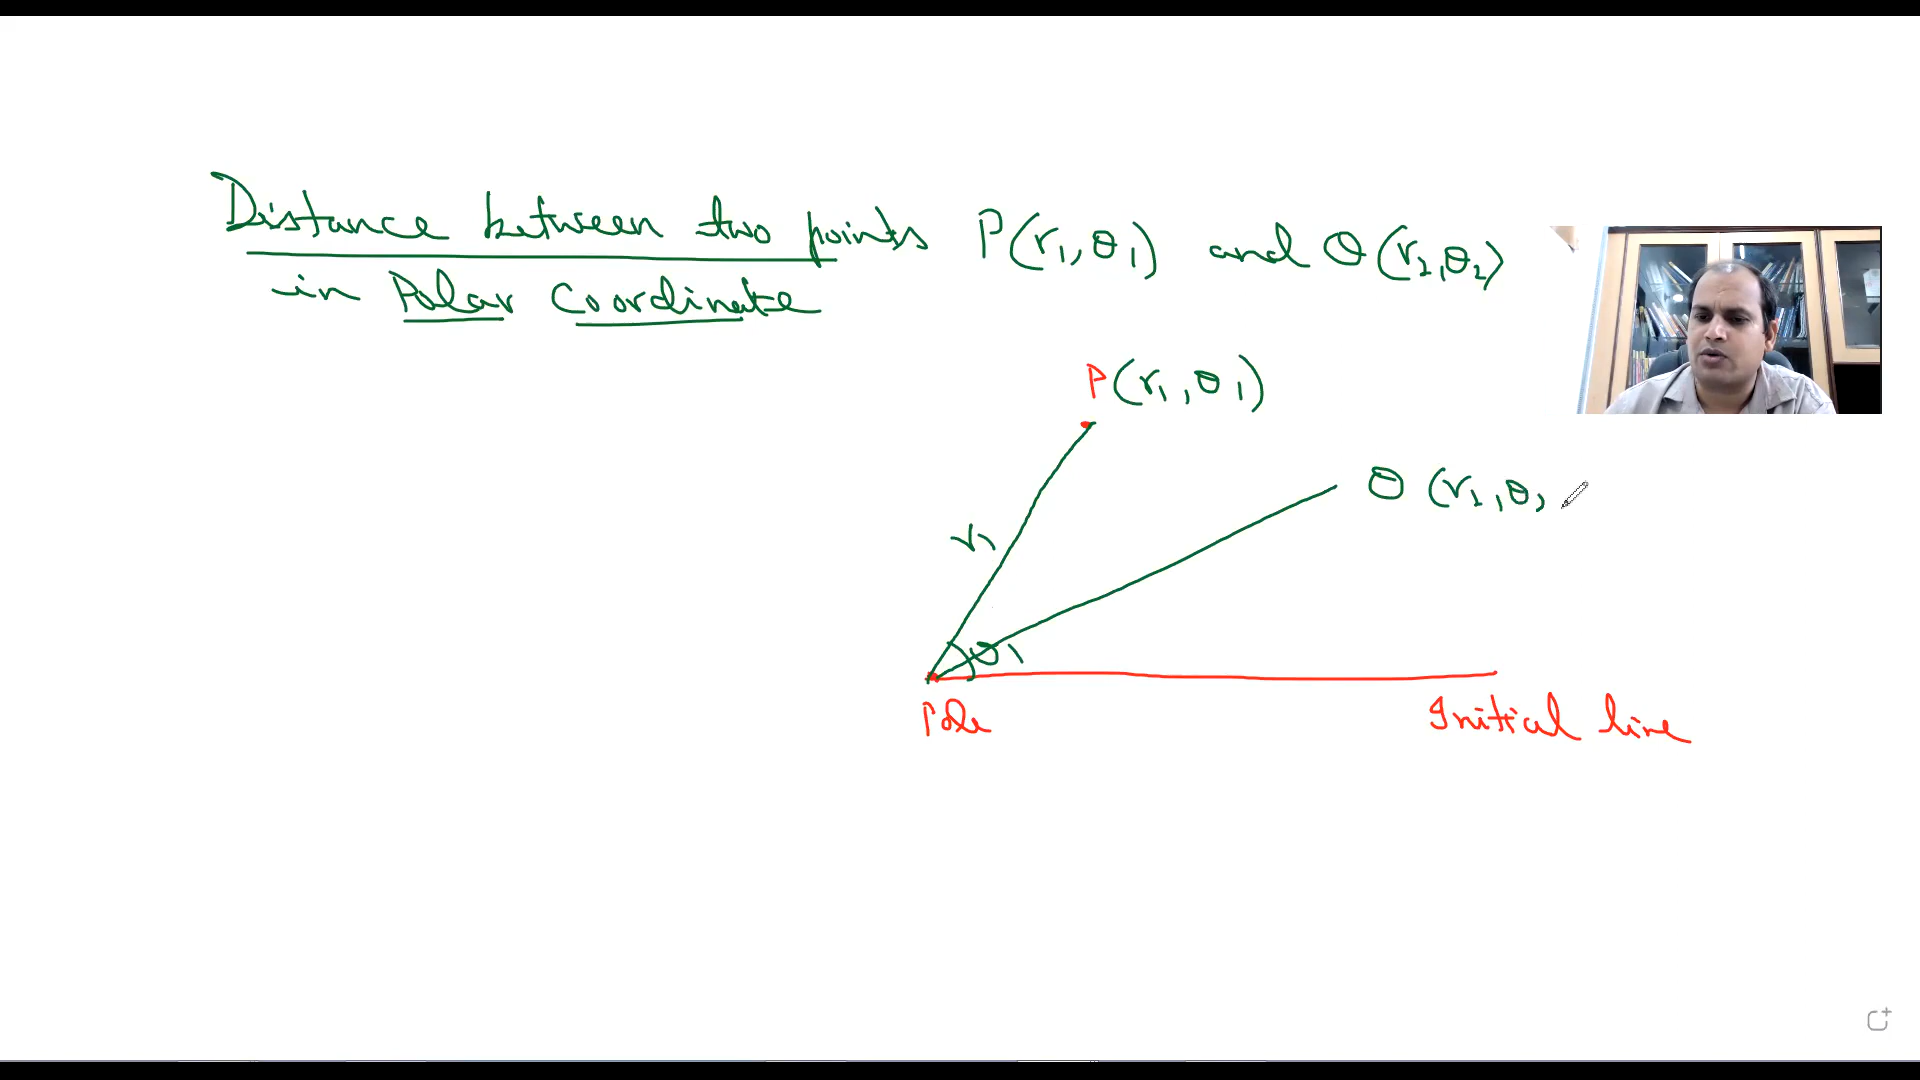 Distance between two points P(r₁, θ₁) and Q(r₂, θ₂)
in Polar Coordinate
P(r₁, θ₁)
Q (r₂, θ,
r₁
θ₁
Pole
Initial line